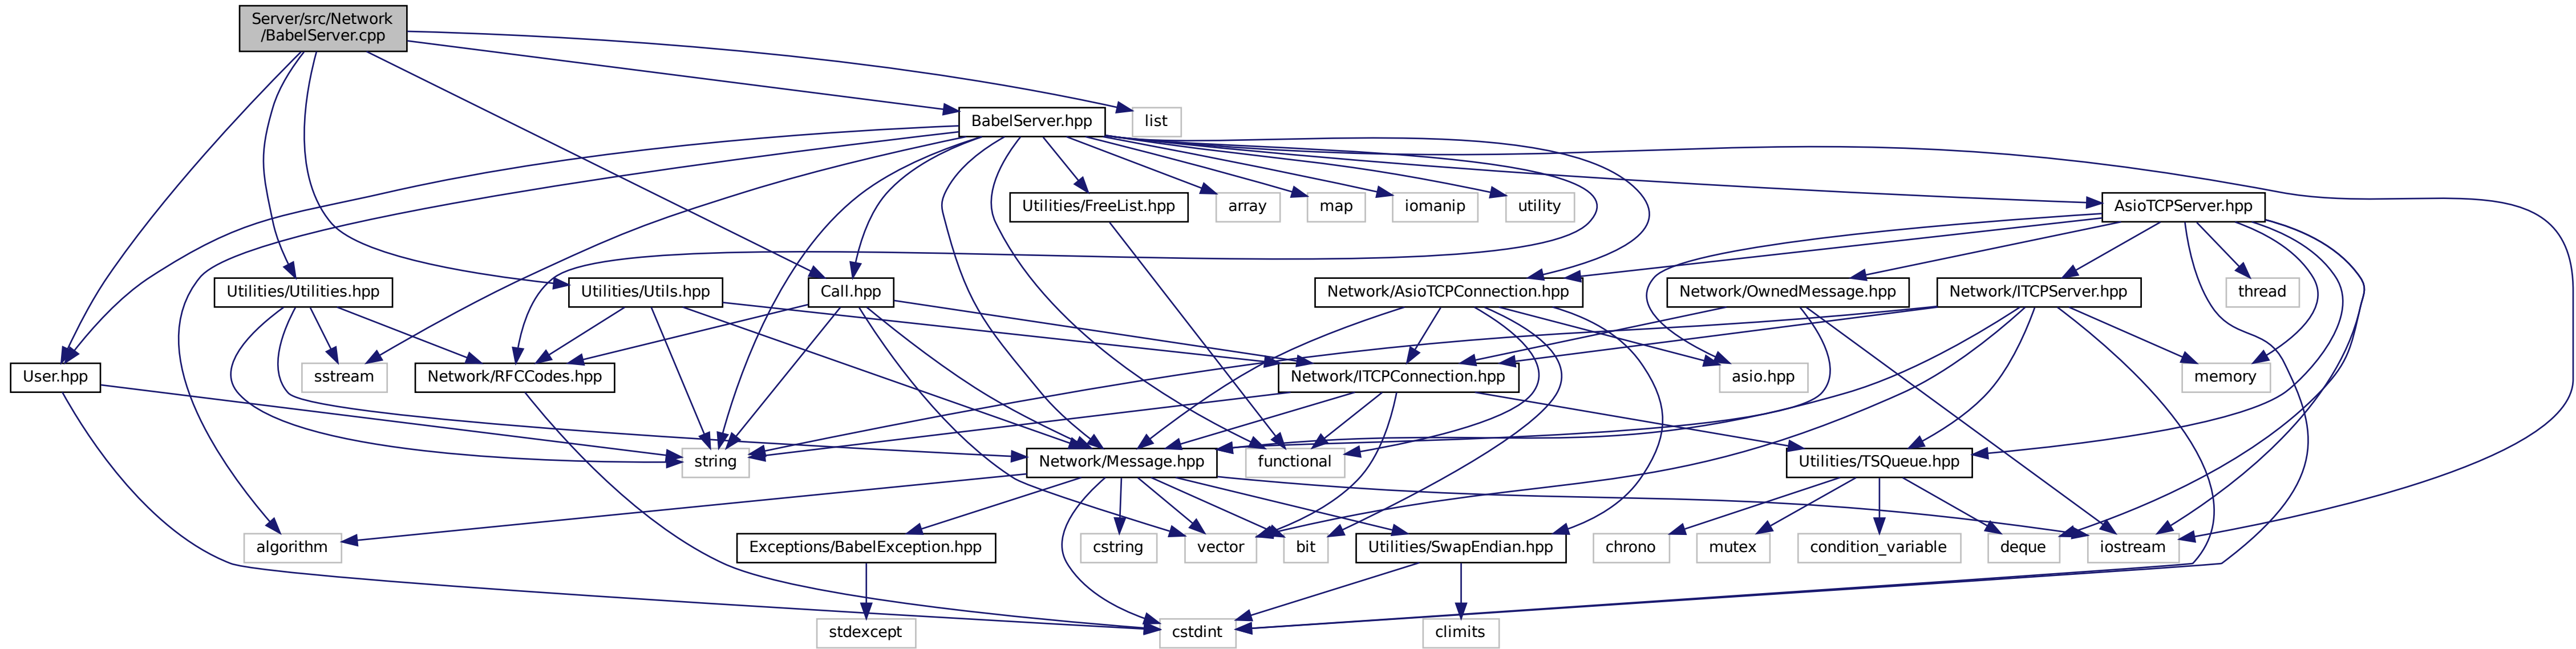 Server/src/Network
/BabelServer.cpp
BabelServer.hpp
list
Utilities/FreeList.hpp
array
map
iomanip
utility
AsioTCPServer.hpp
Utilities/Utilities.hpp
Utilities/Utils.hpp
Call.hpp
Network/AsioTCPConnection.hpp
Network/OwnedMessage.hpp
Network/ITCPServer.hpp
thread
User.hpp
sstream
Network/RFCCodes.hpp
Network/ITCPConnection.hpp
asio.hpp
memory
string
Network/Message.hpp
functional
Utilities/TSQueue.hpp
algorithm
Exceptions/BabelException.hpp
cstring
vector
bit
Utilities/SwapEndian.hpp
chrono
mutex
condition_variable
deque
iostream
stdexcept
cstdint
climits